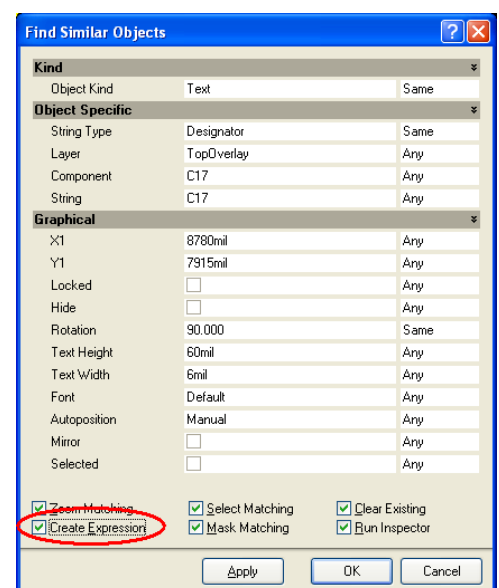 Find Similar Objects
Kind
Object Kind Text Same
Object Specific
String Type Designator Same
Layer TopOverlay Any
Component C17 Any
String C17 Any
Graphical
X1 8780mil Any
Y1 7915mil Any
Locked Any
Hide Any
Rotation 90.000 Same
Text Height 60mil Any
Text Width 6mil Any
Font Default Any
Autoposition Manual Any
Mirror Any
Selected Any
Zoom Matching Select Matching Clear Existing
Create Expression Mask Matching Run Inspector
Apply OK Cancel